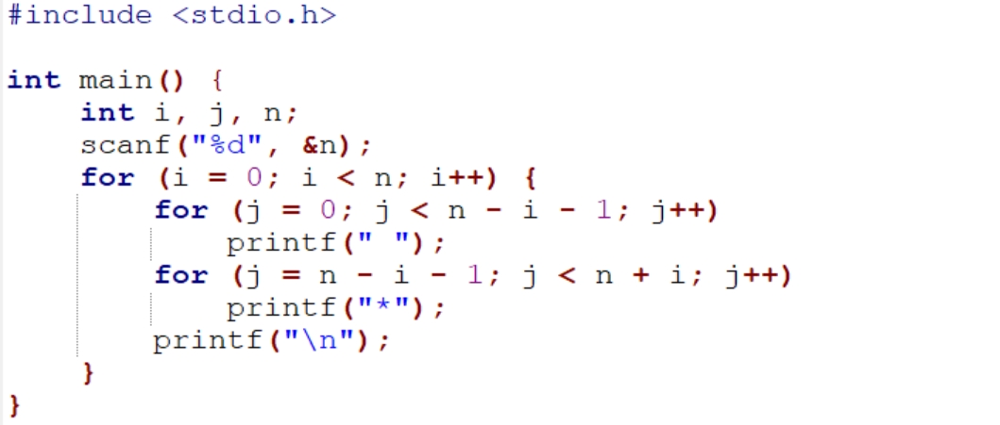 #include <stdio.h>
int main() {
    int i, j, n;
    scanf("%d", &n);
    for (i = 0; i < n; i++) {
        for (j = 0; j < n - i - 1; j++)
            printf(" ");
        for (j = n - i - 1; j < n + i; j++)
            printf("*");
        printf("\n");
    }
}